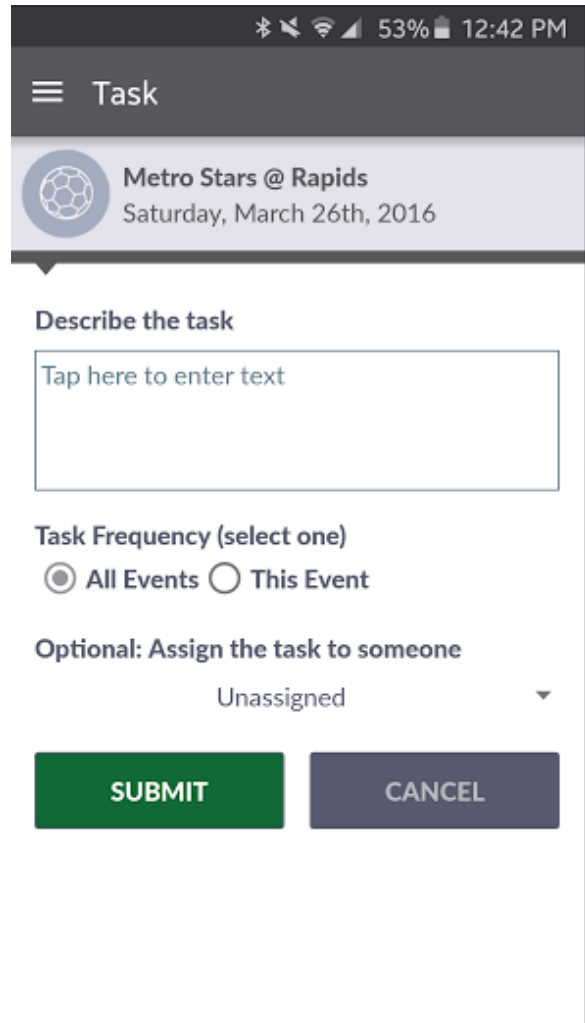 53% 12:42 PM
Task
Metro Stars @ Rapids
Saturday, March 26th, 2016
Describe the task
Tap here to enter text
Task Frequency (select one)
All Events This Event
Optional: Assign the task to someone
Unassigned
SUBMIT CANCEL